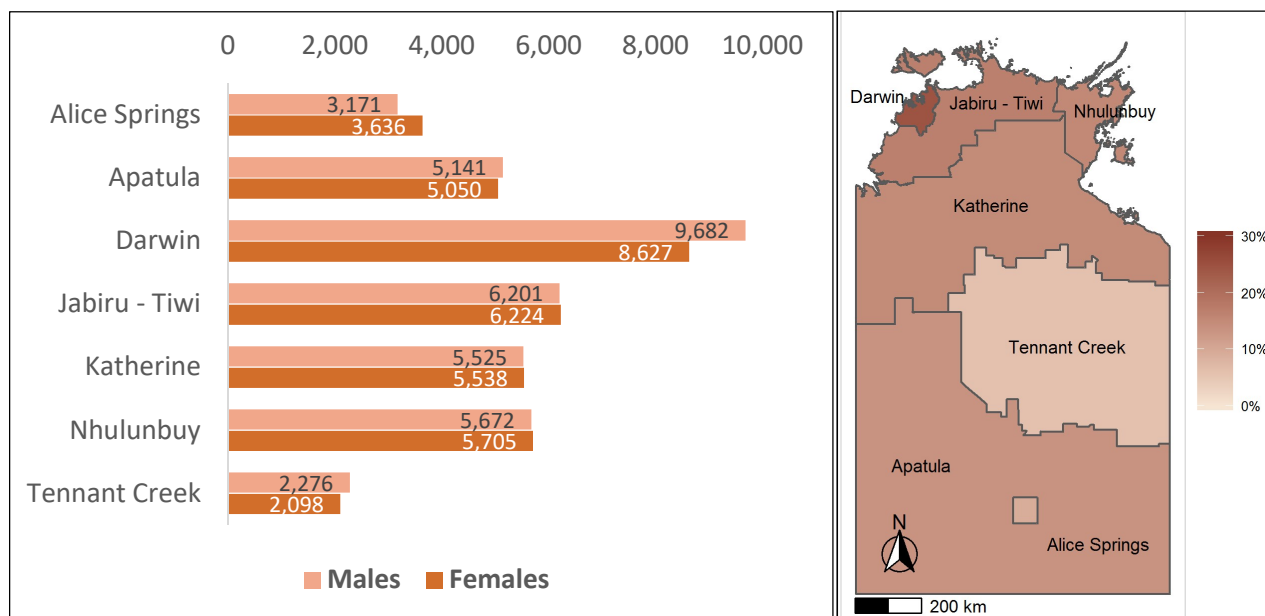 0 2,000 4,000 6,000 8,000 10,000
Alice Springs 3,171
3,636
Apatula 5,141
5,050
Darwin 9,682
8,627
Jabiru - Tiwi 6,201
6,224
Katherine 5,525
5,538
Nhulunbuy 5,672
5,705
Tennant Creek 2,276
2,098
Males Females
Darwin
Jabiru - Tiwi
Nhulunbuy
Katherine
Tennant Creek
Apatula
Alice Springs
N
200 km
30%
20%
10%
0%